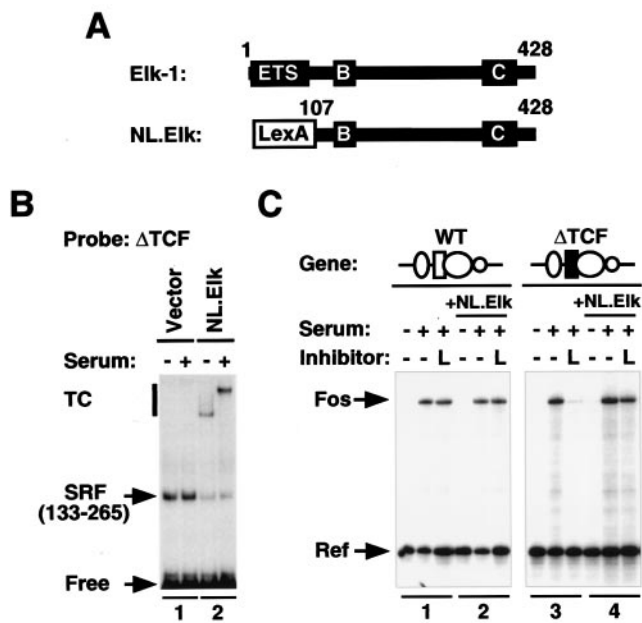 A
1
428
Elk-1:
ETS
B
C
107
428
NL.Elk:
LexA
B
C
B
Probe: ΔTCF
Vector
NL.Elk
Serum: - + - +
TC
SRF
(133-265)
Free
1 2
C
WT
ΔTCF
Gene:
+NL.Elk
+NL.Elk
Serum: - + + - + + - + + - + +
Inhibitor: - - L - - L - - L - - L
Fos
Ref
1 2 3 4